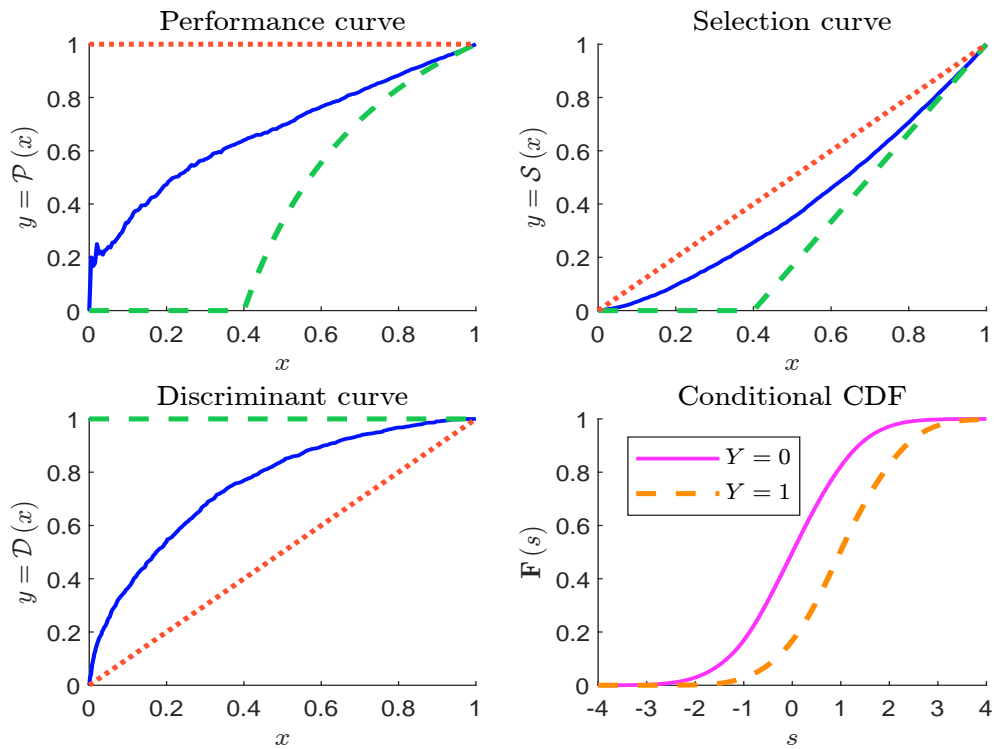 Performance curve
1
0.8
0.6
0.4
0.2
0
y = 𝒫 (x)
0 0.2 0.4 0.6 0.8 1
x
Selection curve
1
0.8
0.6
0.4
0.2
0
y = 𝒮 (x)
0 0.2 0.4 0.6 0.8 1
x
Discriminant curve
1
0.8
0.6
0.4
0.2
0
y = 𝒟 (x)
0 0.2 0.4 0.6 0.8 1
x
Conditional CDF
1
0.8
0.6
0.4
0.2
0
𝐅 (s)
Y = 0
Y = 1
-4 -3 -2 -1 0 1 2 3 4
s